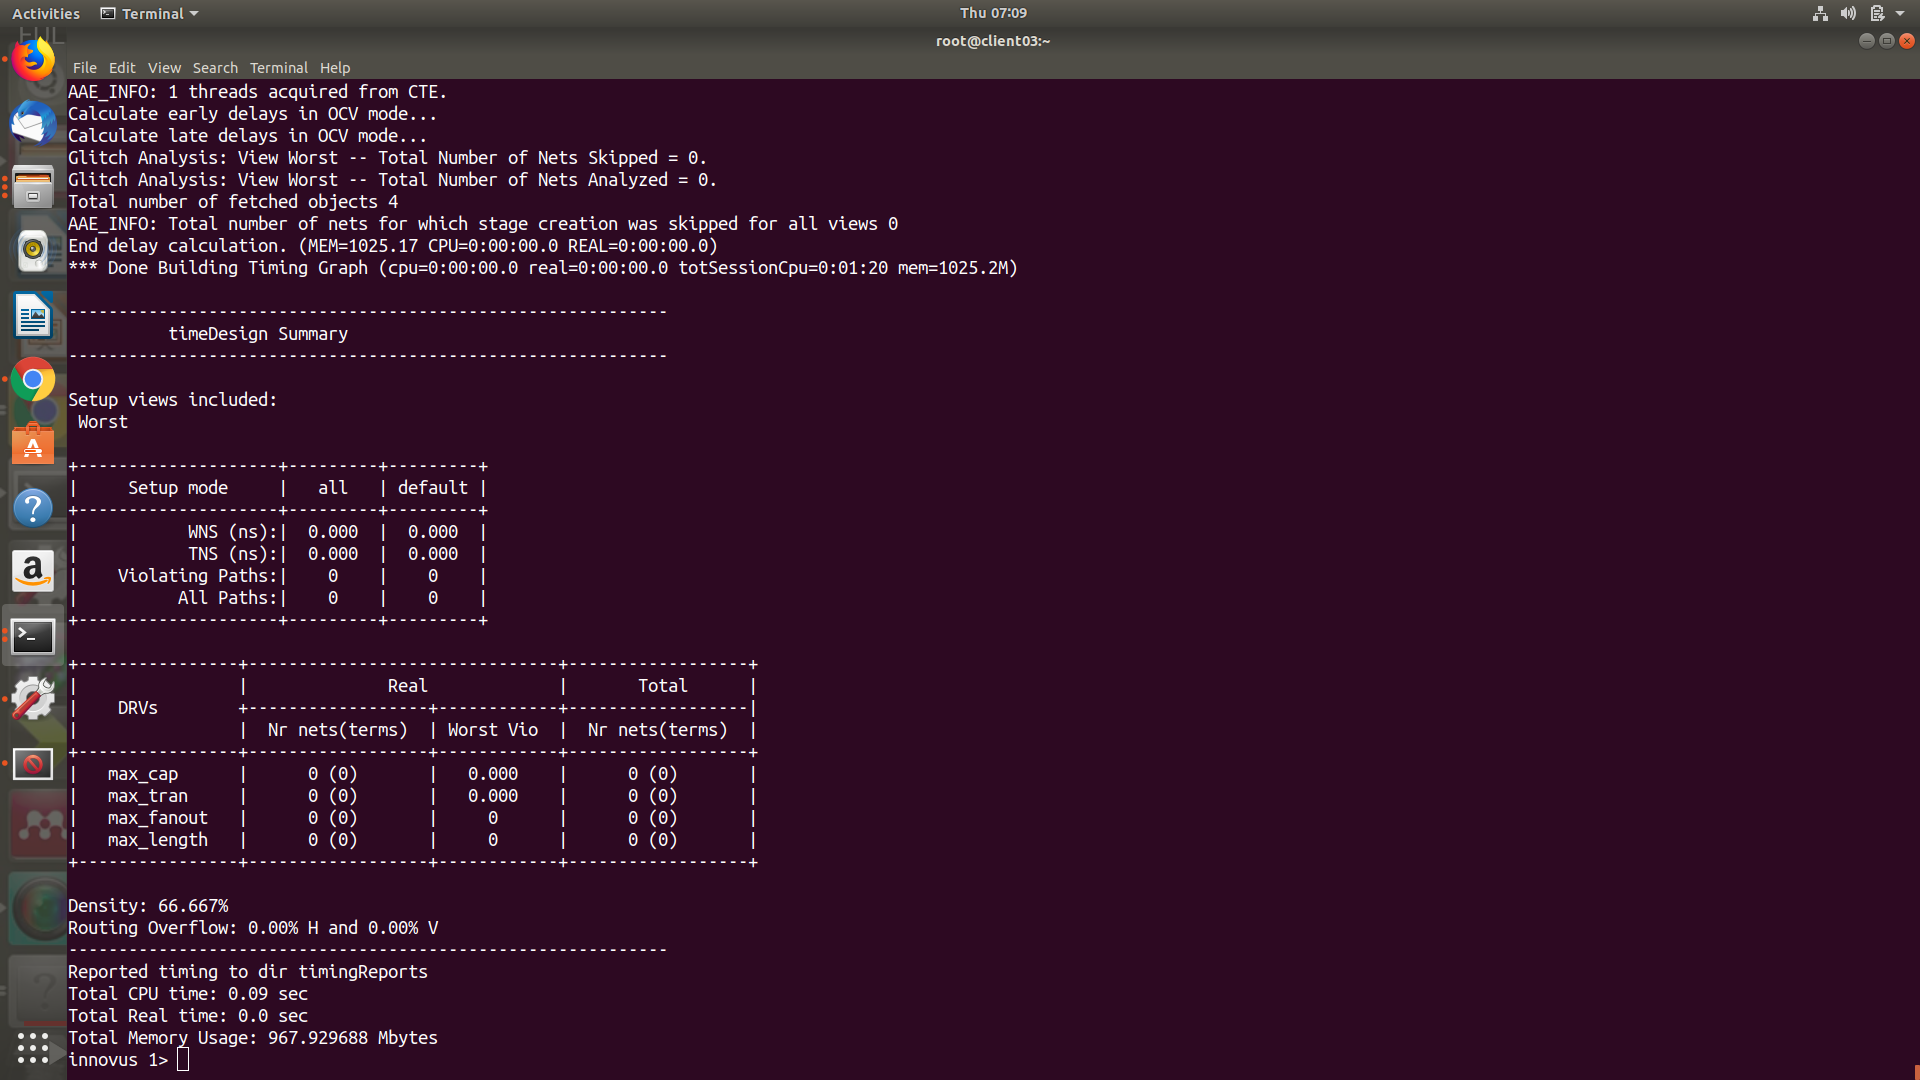 Activities Terminal Thu 07:09
root@client03:~
File Edit View Search Terminal Help
AAE_INFO: 1 threads acquired from CTE.
Calculate early delays in OCV mode...
Calculate late delays in OCV mode...
Glitch Analysis: View Worst -- Total Number of Nets Skipped = 0.
Glitch Analysis: View Worst -- Total Number of Nets Analyzed = 0.
Total number of fetched objects 4
AAE_INFO: Total number of nets for which stage creation was skipped for all views 0
End delay calculation. (MEM=1025.17 CPU=0:00:00.0 REAL=0:00:00.0)
*** Done Building Timing Graph (cpu=0:00:00.0 real=0:00:00.0 totSessionCpu=0:01:20 mem=1025.2M)
------------------------------------------------------------
          timeDesign Summary
------------------------------------------------------------
Setup views included:
 Worst
+--------------------+---------+---------+
|     Setup mode     |   all   | default |
+--------------------+---------+---------+
|           WNS (ns):|  0.000  |  0.000  |
|           TNS (ns):|  0.000  |  0.000  |
|    Violating Paths:|    0    |    0    |
|          All Paths:|    0    |    0    |
+--------------------+---------+---------+
+----------------+-------------------------------+------------------+
|                |              Real             |       Total      |
|    DRVs        +------------------+------------+------------------|
|                |  Nr nets(terms)  | Worst Vio  |  Nr nets(terms)  |
+----------------+------------------+------------+------------------+
|   max_cap      |      0 (0)       |   0.000    |      0 (0)       |
|   max_tran     |      0 (0)       |   0.000    |      0 (0)       |
|   max_fanout   |      0 (0)       |     0      |      0 (0)       |
|   max_length   |      0 (0)       |     0      |      0 (0)       |
+----------------+------------------+------------+------------------+
Density: 66.667%
Routing Overflow: 0.00% H and 0.00% V
------------------------------------------------------------
Reported timing to dir timingReports
Total CPU time: 0.09 sec
Total Real time: 0.0 sec
Total Memory Usage: 967.929688 Mbytes
innovus 1>